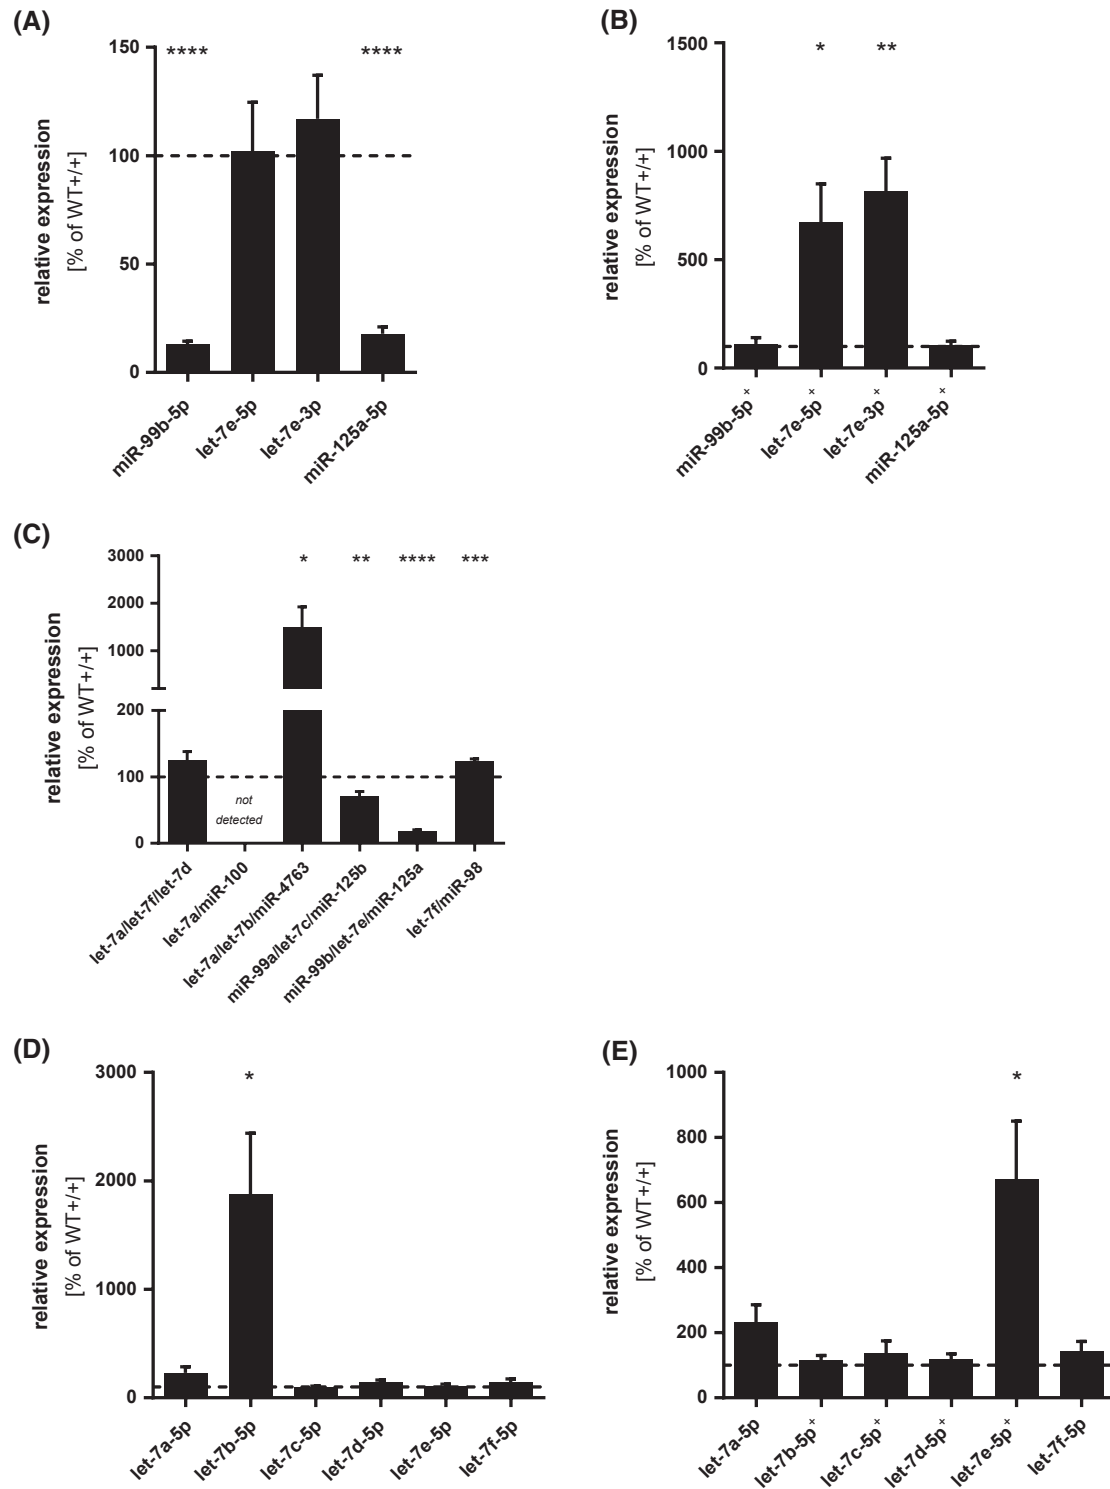 (A)
relative expression
[% of WT+/+]
150
100
50
0
****
****
miR-99b-5p
let-7e-5p
let-7e-3p
miR-125a-5p
(B)
relative expression
[% of WT+/+]
1500
1000
500
0
*
**
miR-99b-5p+
let-7e-5p+
let-7e-3p+
miR-125a-5p+
(C)
relative expression
[% of WT+/+]
3000
2000
1000
200
100
0
*
**
****
***
not
detected
let-7a/let-7f/let-7d
let-7a/miR-100
let-7a/let-7b/miR-4763
miR-99a/let-7c/miR-125b
miR-99b/let-7e/miR-125a
let-7f/miR-98
(D)
relative expression
[% of WT+/+]
3000
2000
1000
0
*
let-7a-5p
let-7b-5p
let-7c-5p
let-7d-5p
let-7e-5p
let-7f-5p
(E)
relative expression
[% of WT+/+]
1000
800
600
400
200
0
*
let-7a-5p
let-7b-5p+
let-7c-5p+
let-7d-5p+
let-7e-5p+
let-7f-5p